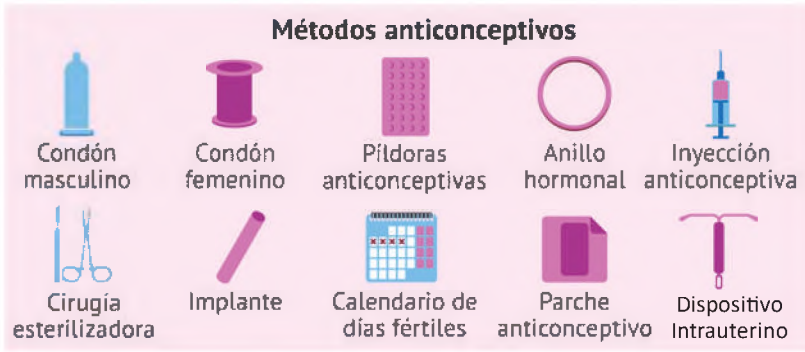 Métodos anticonceptivos
Condón
masculino
Condón
femenino
Píldoras
anticonceptivas
Anillo
hormonal
Inyección
anticonceptiva
Cirugía
esterilizadora
Implante
Calendario de
días fértiles
Parche
anticonceptivo
Dispositivo
Intrauterino